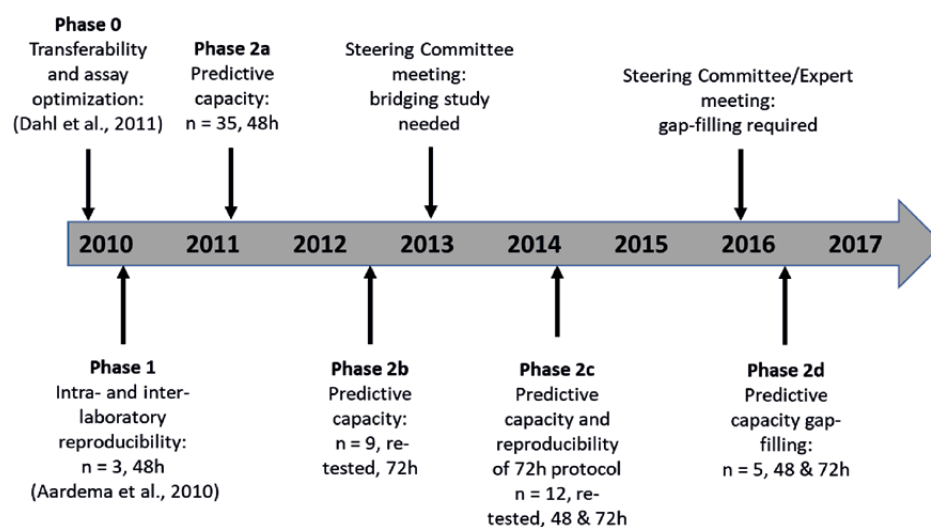 Phase 0
Transferability
and assay
optimization:
(Dahl et al., 2011)
Phase 2a
Predictive
capacity:
n = 35, 48h
Steering Committee
meeting:
bridging study
needed
Steering Committee/Expert
meeting:
gap-filling required
2010 2011 2012 2013 2014 2015 2016 2017
Phase 1
Intra- and inter-
laboratory
reproducibility:
n = 3, 48h
(Aardema et al., 2010)
Phase 2b
Predictive
capacity:
n = 9, re-
tested, 72h
Phase 2c
Predictive
capacity and
reproducibility
of 72h protocol
n = 12, re-
tested, 48 & 72h
Phase 2d
Predictive
capacity gap-
filling:
n = 5, 48 & 72h